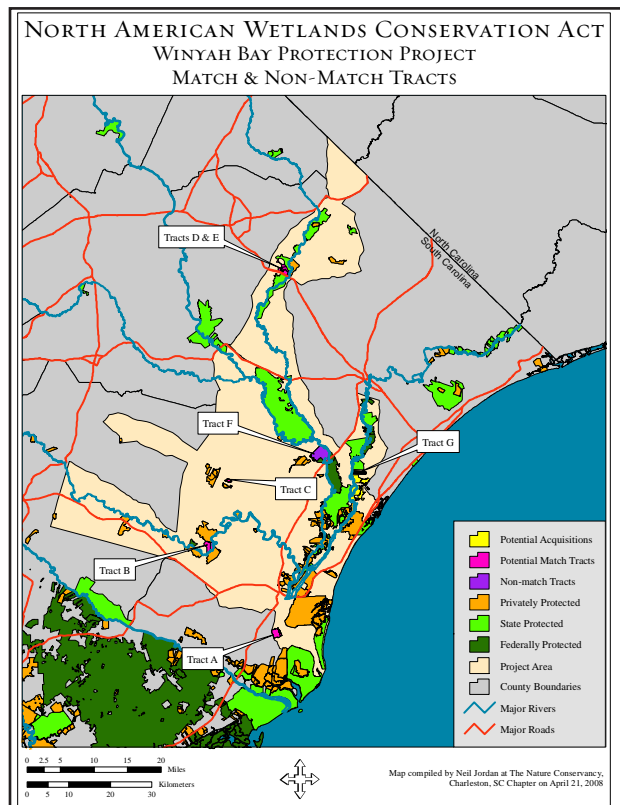 North American Wetlands Conservation Act
Winyah Bay Protection Project
Match & Non-Match Tracts
Tracts D & E
North Carolina
South Carolina
Tract F
Tract G
Tract C
Tract B
Tract A
Potential Acquisitions
Potential Match Tracts
Non-match Tracts
Privately Protected
State Protected
Federally Protected
Project Area
County Boundaries
Major Rivers
Major Roads
0 2.5 5 10 15 20
Miles
0 5 10 20 30
Kilometers
Map compiled by Neil Jordan at The Nature Conservancy,
Charleston, SC Chapter on April 21, 2008